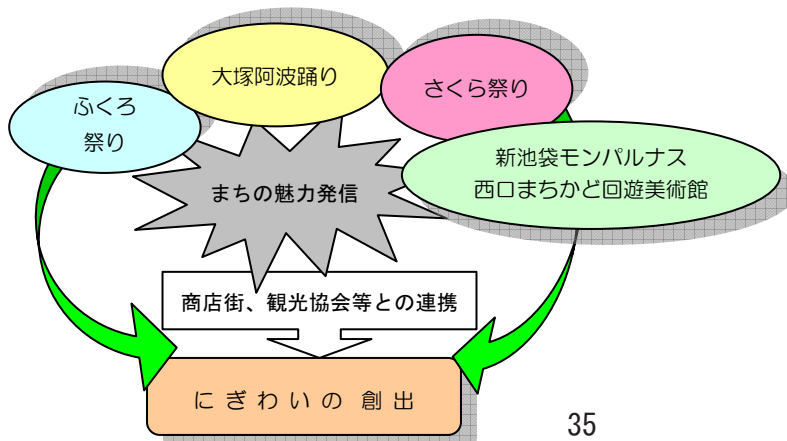 ふくろ
祭り
大塚阿波踊り
さくら祭り
新池袋モンパルナス
西口まちかど回遊美術館
まちの魅力発信
商店街、観光協会等との連携
にぎわいの創出
35